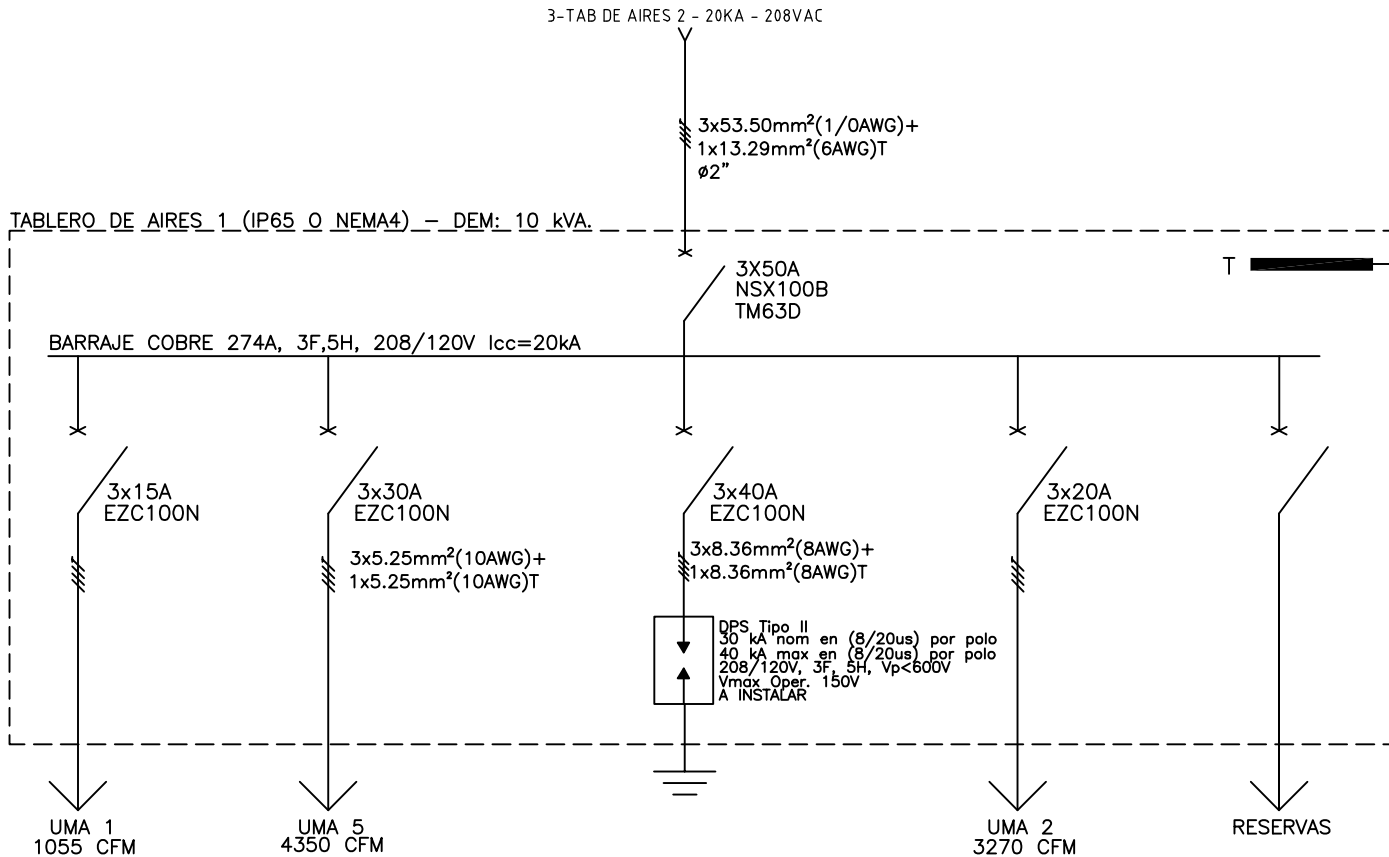 3-TAB DE AIRES 2 - 20KA - 208VAC
3x53.50mm²(1/0AWG)+
1x13.29mm²(6AWG)T
ø2"
TABLERO DE AIRES 1 (IP65 O NEMA4) - DEM: 10 kVA.
T
3X50A
NSX100B
TM63D
BARRAJE COBRE 274A, 3F,5H, 208/120V Icc=20kA
3x15A
EZC100N
3x30A
EZC100N
3x5.25mm²(10AWG)+
1x5.25mm²(10AWG)T
3x40A
EZC100N
3x8.36mm²(8AWG)+
1x8.36mm²(8AWG)T
DPS Tipo II
30 kA nom en (8/20us) por polo
40 kA max en (8/20us) por polo
208/120V, 3F, 5H, Vp<600V
Vmax Oper. 150V
A INSTALAR
3x20A
EZC100N
UMA 1
1055 CFM
UMA 5
4350 CFM
UMA 2
3270 CFM
RESERVAS